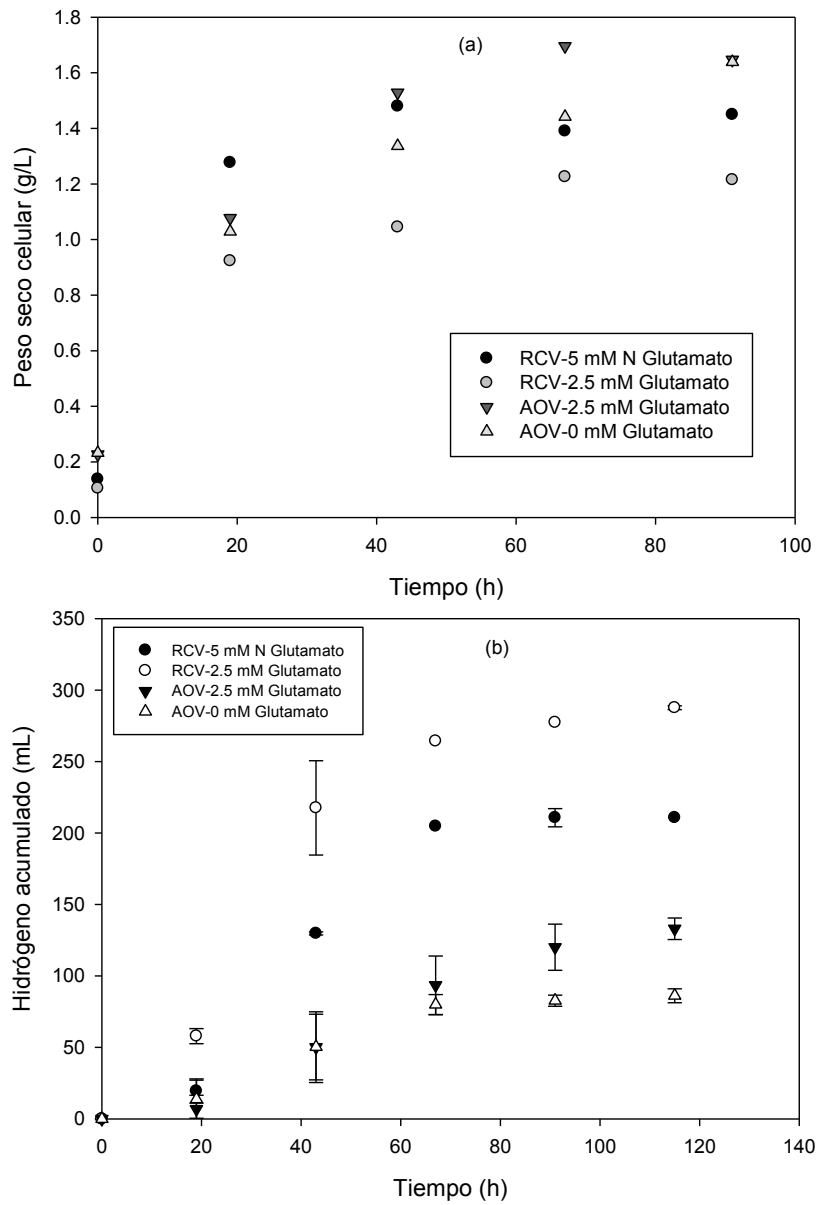 (a)
Peso seco celular (g/L)
1.8
1.6
1.4
1.2
1.0
0.8
0.6
0.4
0.2
0.0
RCV-5 mM N Glutamato
RCV-2.5 mM Glutamato
AOV-2.5 mM Glutamato
AOV-0 mM Glutamato
0 20 40 60 80 100
Tiempo (h)
(b)
Hidrógeno acumulado (mL)
350
300
250
200
150
100
50
0
RCV-5 mM N Glutamato
RCV-2.5 mM Glutamato
AOV-2.5 mM Glutamato
AOV-0 mM Glutamato
0 20 40 60 80 100 120 140
Tiempo (h)